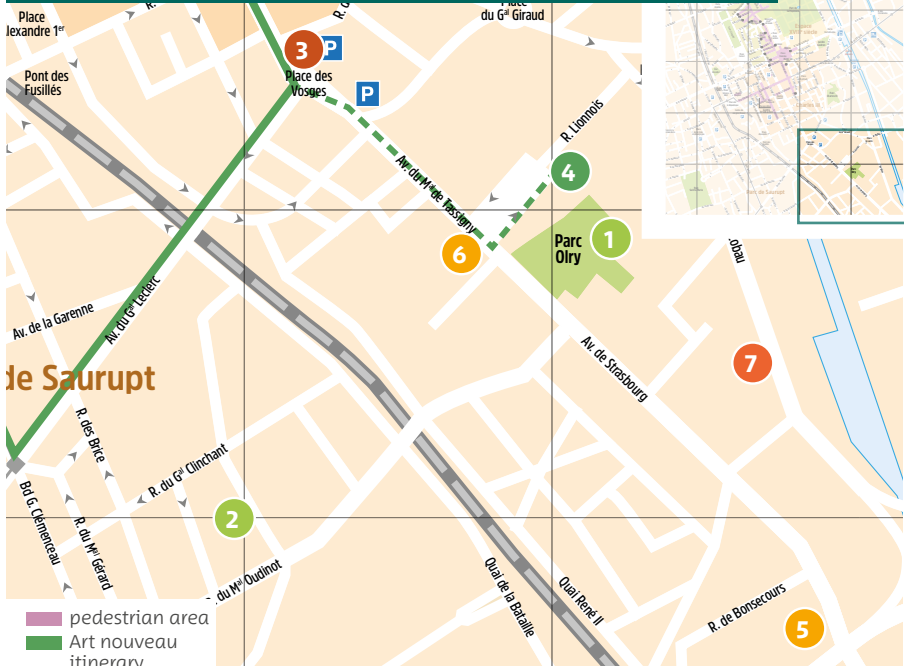 Place
lexandre 1er
Place
du Gal Giraud
Pont des
Fusillés
3
P
Place des
Vosges
P
R. Lionnois
Av. du Mal de Tassigny
4
1
Parc
Olry
6
Av. de la Garenne
Av. du Gal Leclerc
de Saurupt
Av. de Strasbourg
7
obau
R. des Brice
R. du Gal Clinchant
2
Bd G. Clémenceau
R. du Mal Gérard
. du Mal Oudinot
Quai de la Bataille
Quai René II
R. de Bonsecours
5
pedestrian area
Art nouveau
itinerary